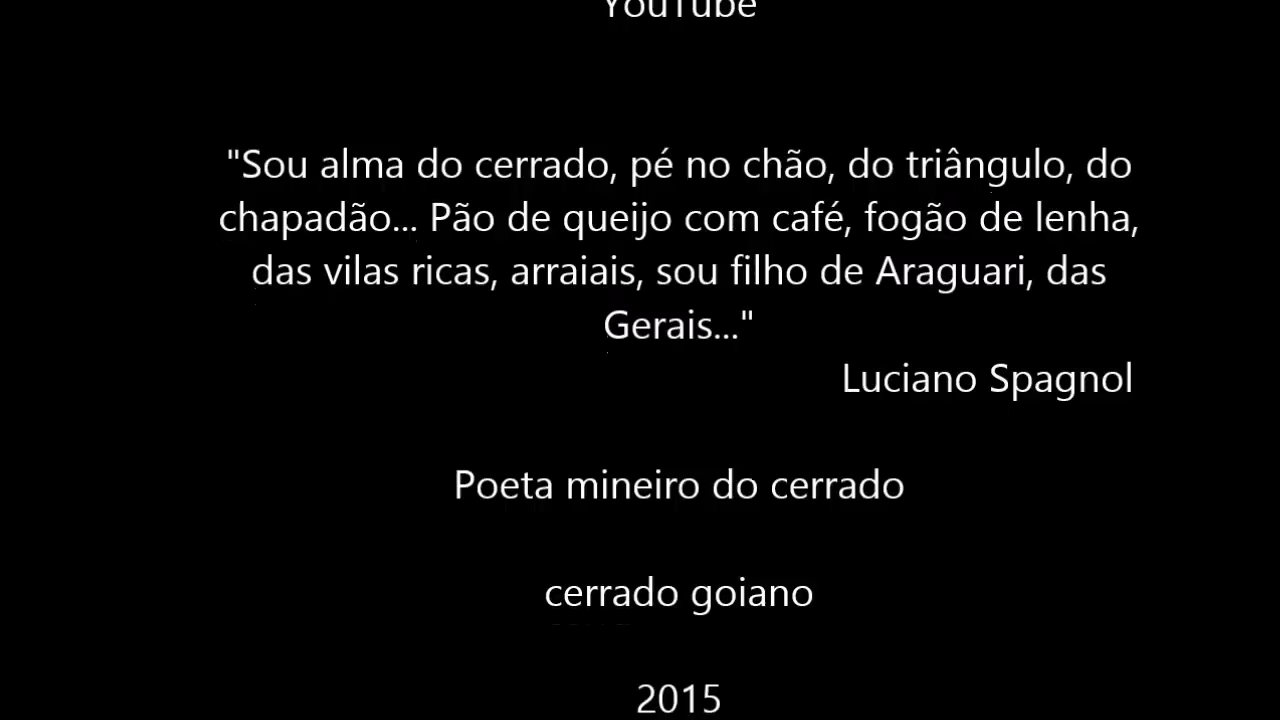 YouTube
"Sou alma do cerrado, pé no chão, do triângulo, do
chapadão... Pão de queijo com café, fogão de lenha,
das vilas ricas, arraiais, sou filho de Araguari, das
Gerais..."
Luciano Spagnol
Poeta mineiro do cerrado
cerrado goiano
2015